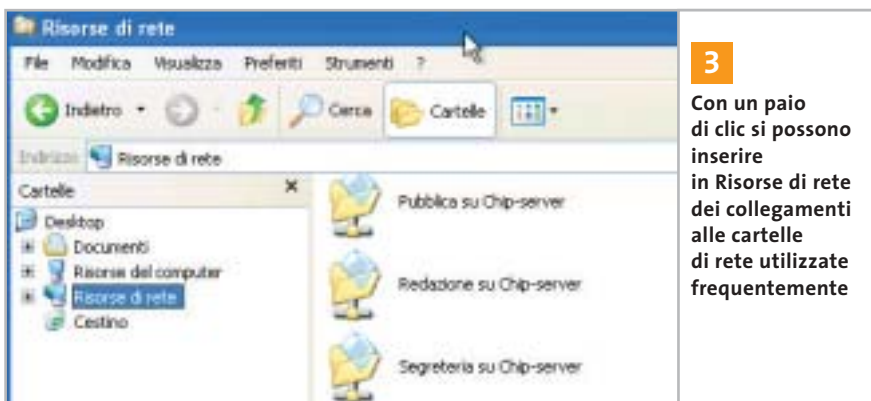 Risorse di rete
File Modifica Visualizza Preferiti Strumenti ?
Indietro Cerca Cartelle
Indirizzo Risorse di rete
Cartelle
Desktop
Documenti
Risorse del computer
Risorse di rete
Cestino
Pubblica su Chip-server
Redazione su Chip-server
Segreteria su Chip-server
3
Con un paio
di clic si possono
inserire
in Risorse di rete
dei collegamenti
alle cartelle
di rete utilizzate
frequentemente